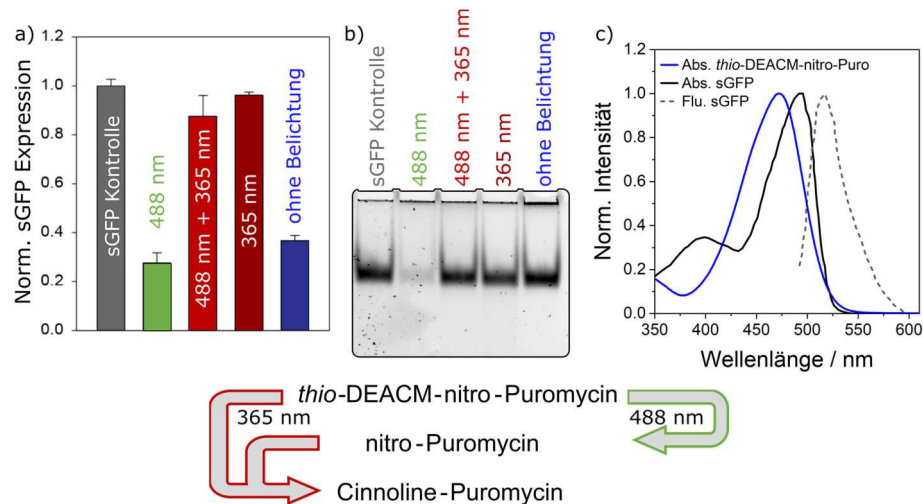 a)
Norm. sGFP Expression
1.2
1.0
0.8
0.6
0.4
0.2
0.0
sGFP Kontrolle
488 nm
488 nm + 365 nm
365 nm
ohne Belichtung
b)
sGFP Kontrolle
488 nm
488 nm + 365 nm
365 nm
ohne Belichtung
c)
Norm. Intensität
1.2
1.0
0.8
0.6
0.4
0.2
0.0
Abs. thio-DEACM-nitro-Puro
Abs. sGFP
Flu. sGFP
350 400 450 500 550 600
Wellenlänge / nm
thio-DEACM-nitro-Puromycin
365 nm
488 nm
nitro-Puromycin
Cinnoline-Puromycin